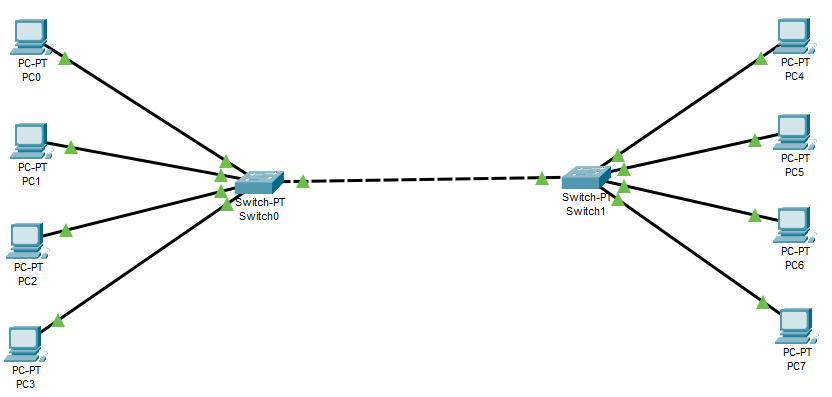 PC-PT
PC0
PC-PT
PC1
PC-PT
PC2
PC-PT
PC3
Switch-PT
Switch0
Switch-PT
Switch1
PC-PT
PC4
PC-PT
PC5
PC-PT
PC6
PC-PT
PC7